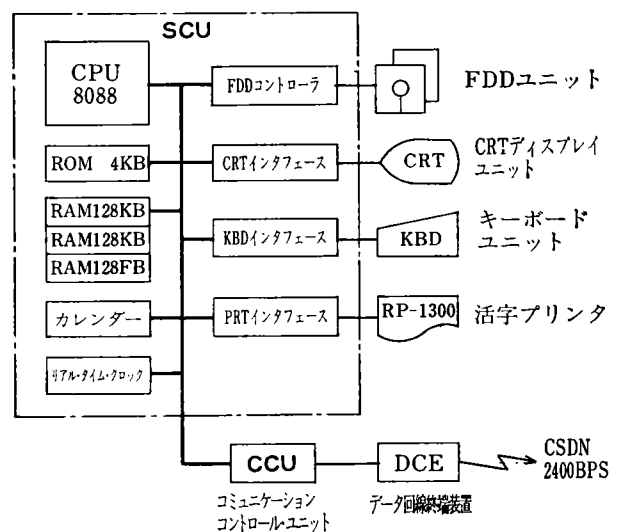 SCU
CPU
8088
FDDコントローラ
FDDユニット
ROM 4KB
CRTインタフェース
CRT
CRTディスプレイ
ユニット
RAM128KB
RAM128KB
RAM128FB
KBDインタフェース
KBD
キーボード
ユニット
カレンダー
PRTインタフェース
RP-1300
活字プリンタ
リアル・タイム・クロック
CCU
DCE
CSDN
2400BPS
コミュニケーション
コントロール・ユニット
データ回線終端装置